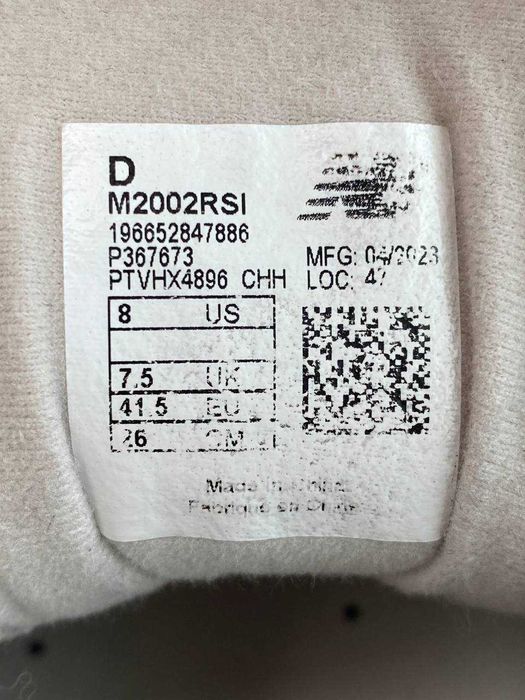 D
M2002RSI
196652847886
P367673
PTVHX4896 CHH
MFG: 04/2023
LOC: 47
8 US
7.5 UK
41.5 EU
26 CM
Made in China
Fabriqué en Chine